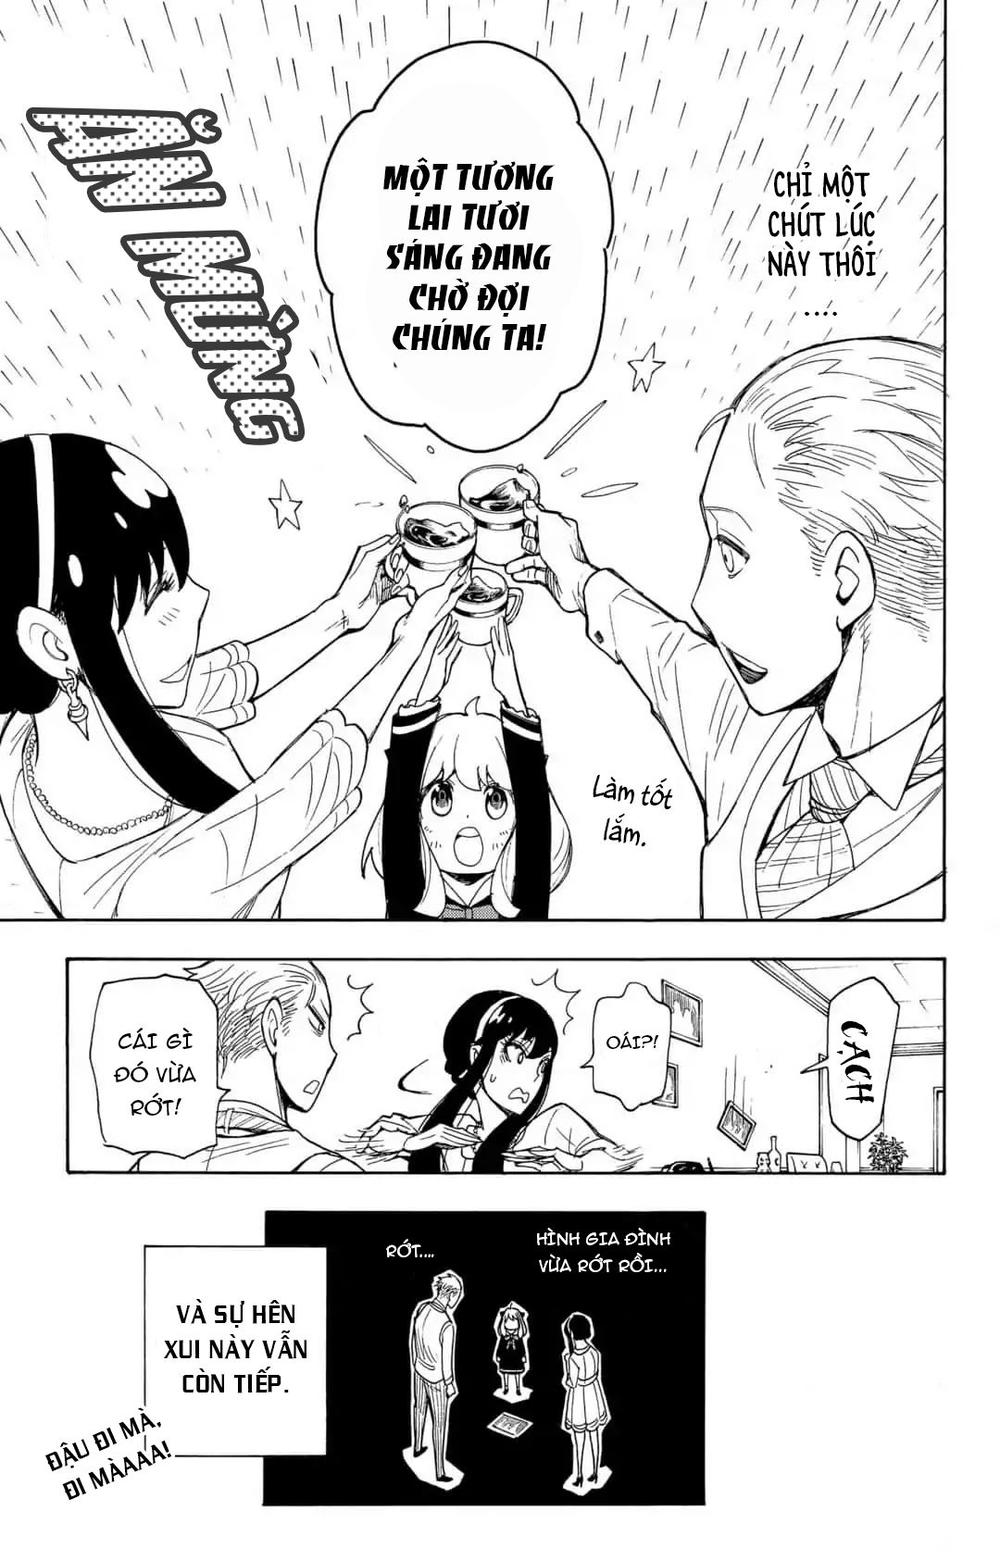 CHỈ MỘT
CHÚT LÚC
NÀY THÔI
....
MỘT TƯƠNG
LAI TƯƠI
SÁNG ĐANG
CHỜ ĐỢI
CHÚNG TA!
ĂN MỪNG
Làm tốt
lắm.
CẠCH
OÁI?!
CÁI GÌ
ĐÓ VỪA
RỚT!
HÌNH GIA ĐÌNH
VỪA RỚT RỒI...
RỚT....
VÀ SỰ HÊN
XUI NÀY VẪN
CÒN TIẾP.
ĐẬU ĐI MÀ,
ĐI MÀAAA!